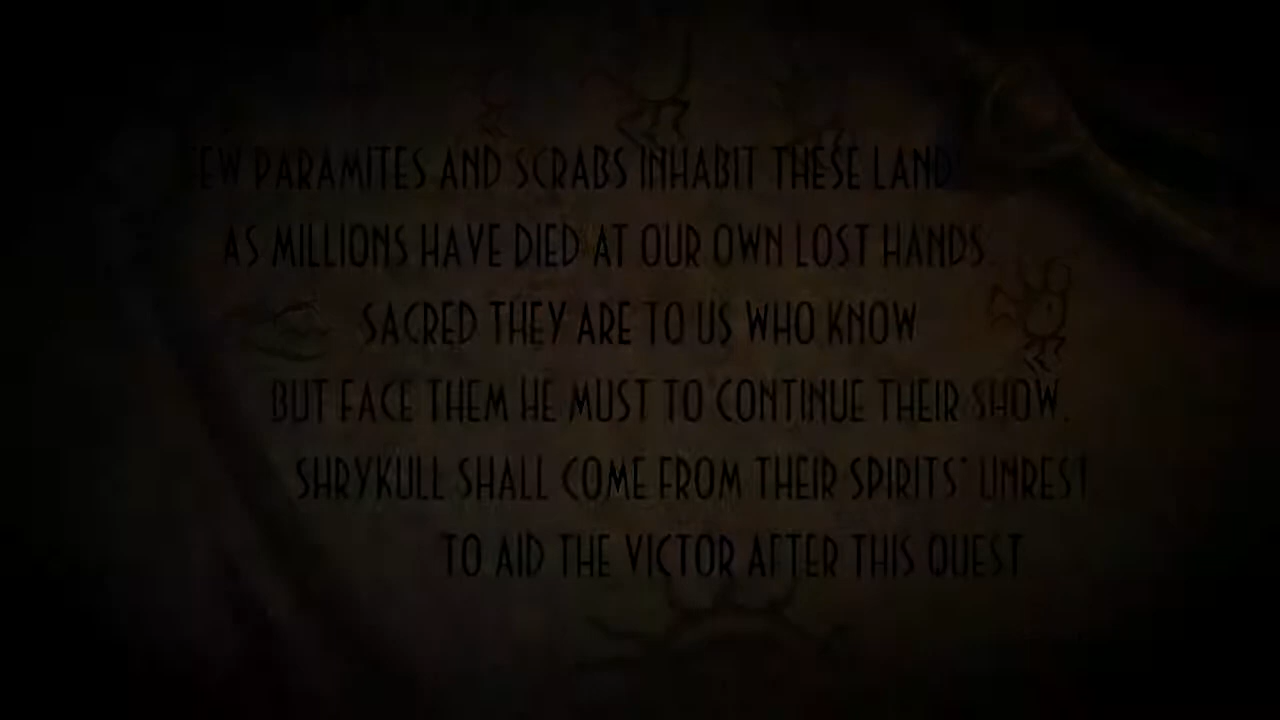 FEW PARAMITES AND SCRABS INHABIT THESE LANDS
AS MILLIONS HAVE DIED AT OUR OWN LOST HANDS.
SACRED THEY ARE TO US WHO KNOW
BUT FACE THEM HE MUST TO CONTINUE THEIR SHOW.
SHRYKULL SHALL COME FROM THEIR SPIRITS' UNREST
TO AID THE VICTOR AFTER THIS QUEST